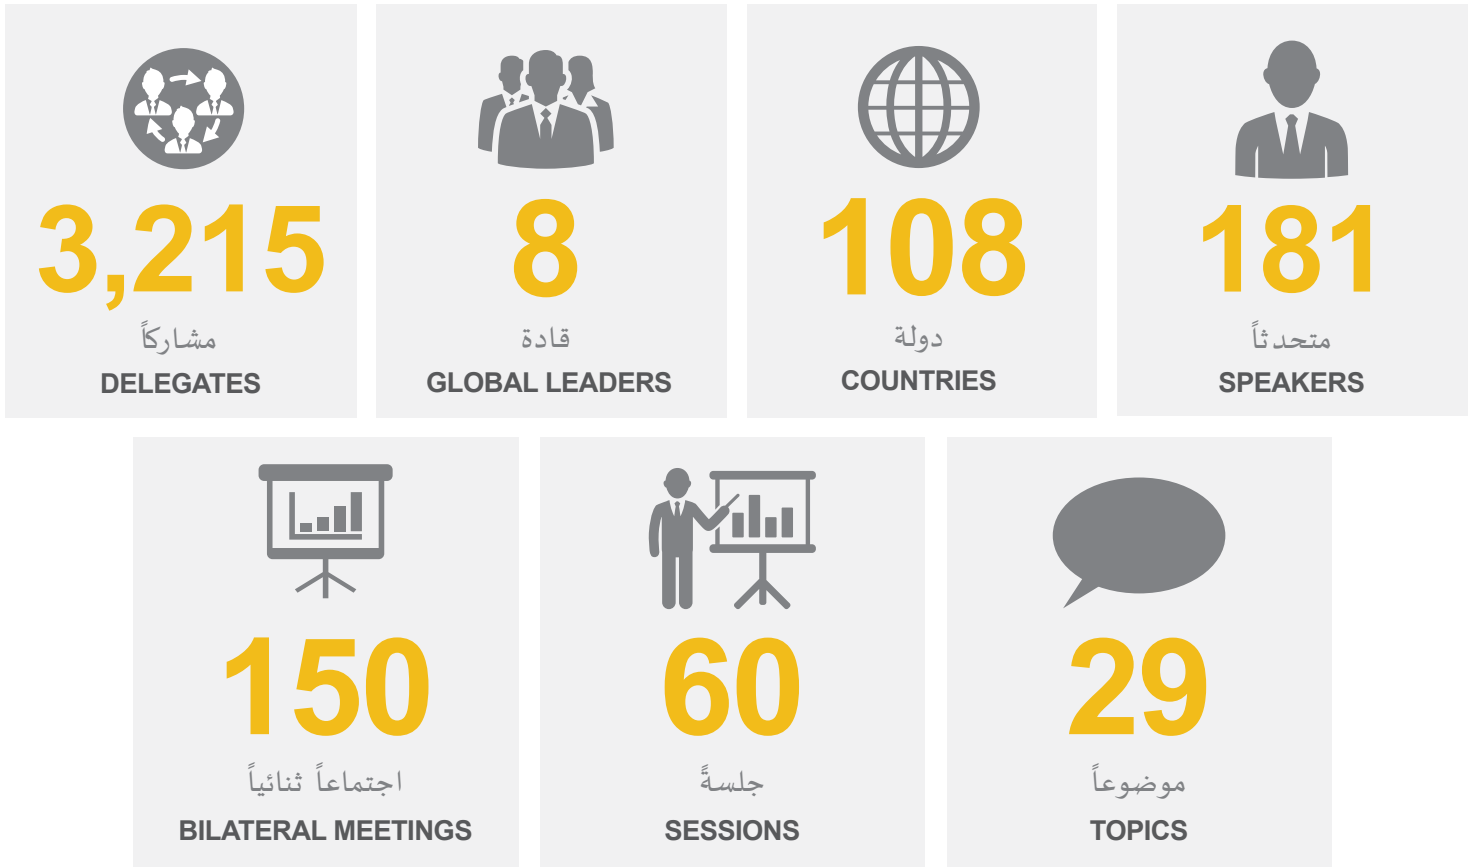 3,215
مشاركاً
DELEGATES
8
قادة
GLOBAL LEADERS
108
دولة
COUNTRIES
181
متحدثاً
SPEAKERS
150
اجتماعاً ثنائياً
BILATERAL MEETINGS
60
جلسةً
SESSIONS
29
موضوعاً
TOPICS